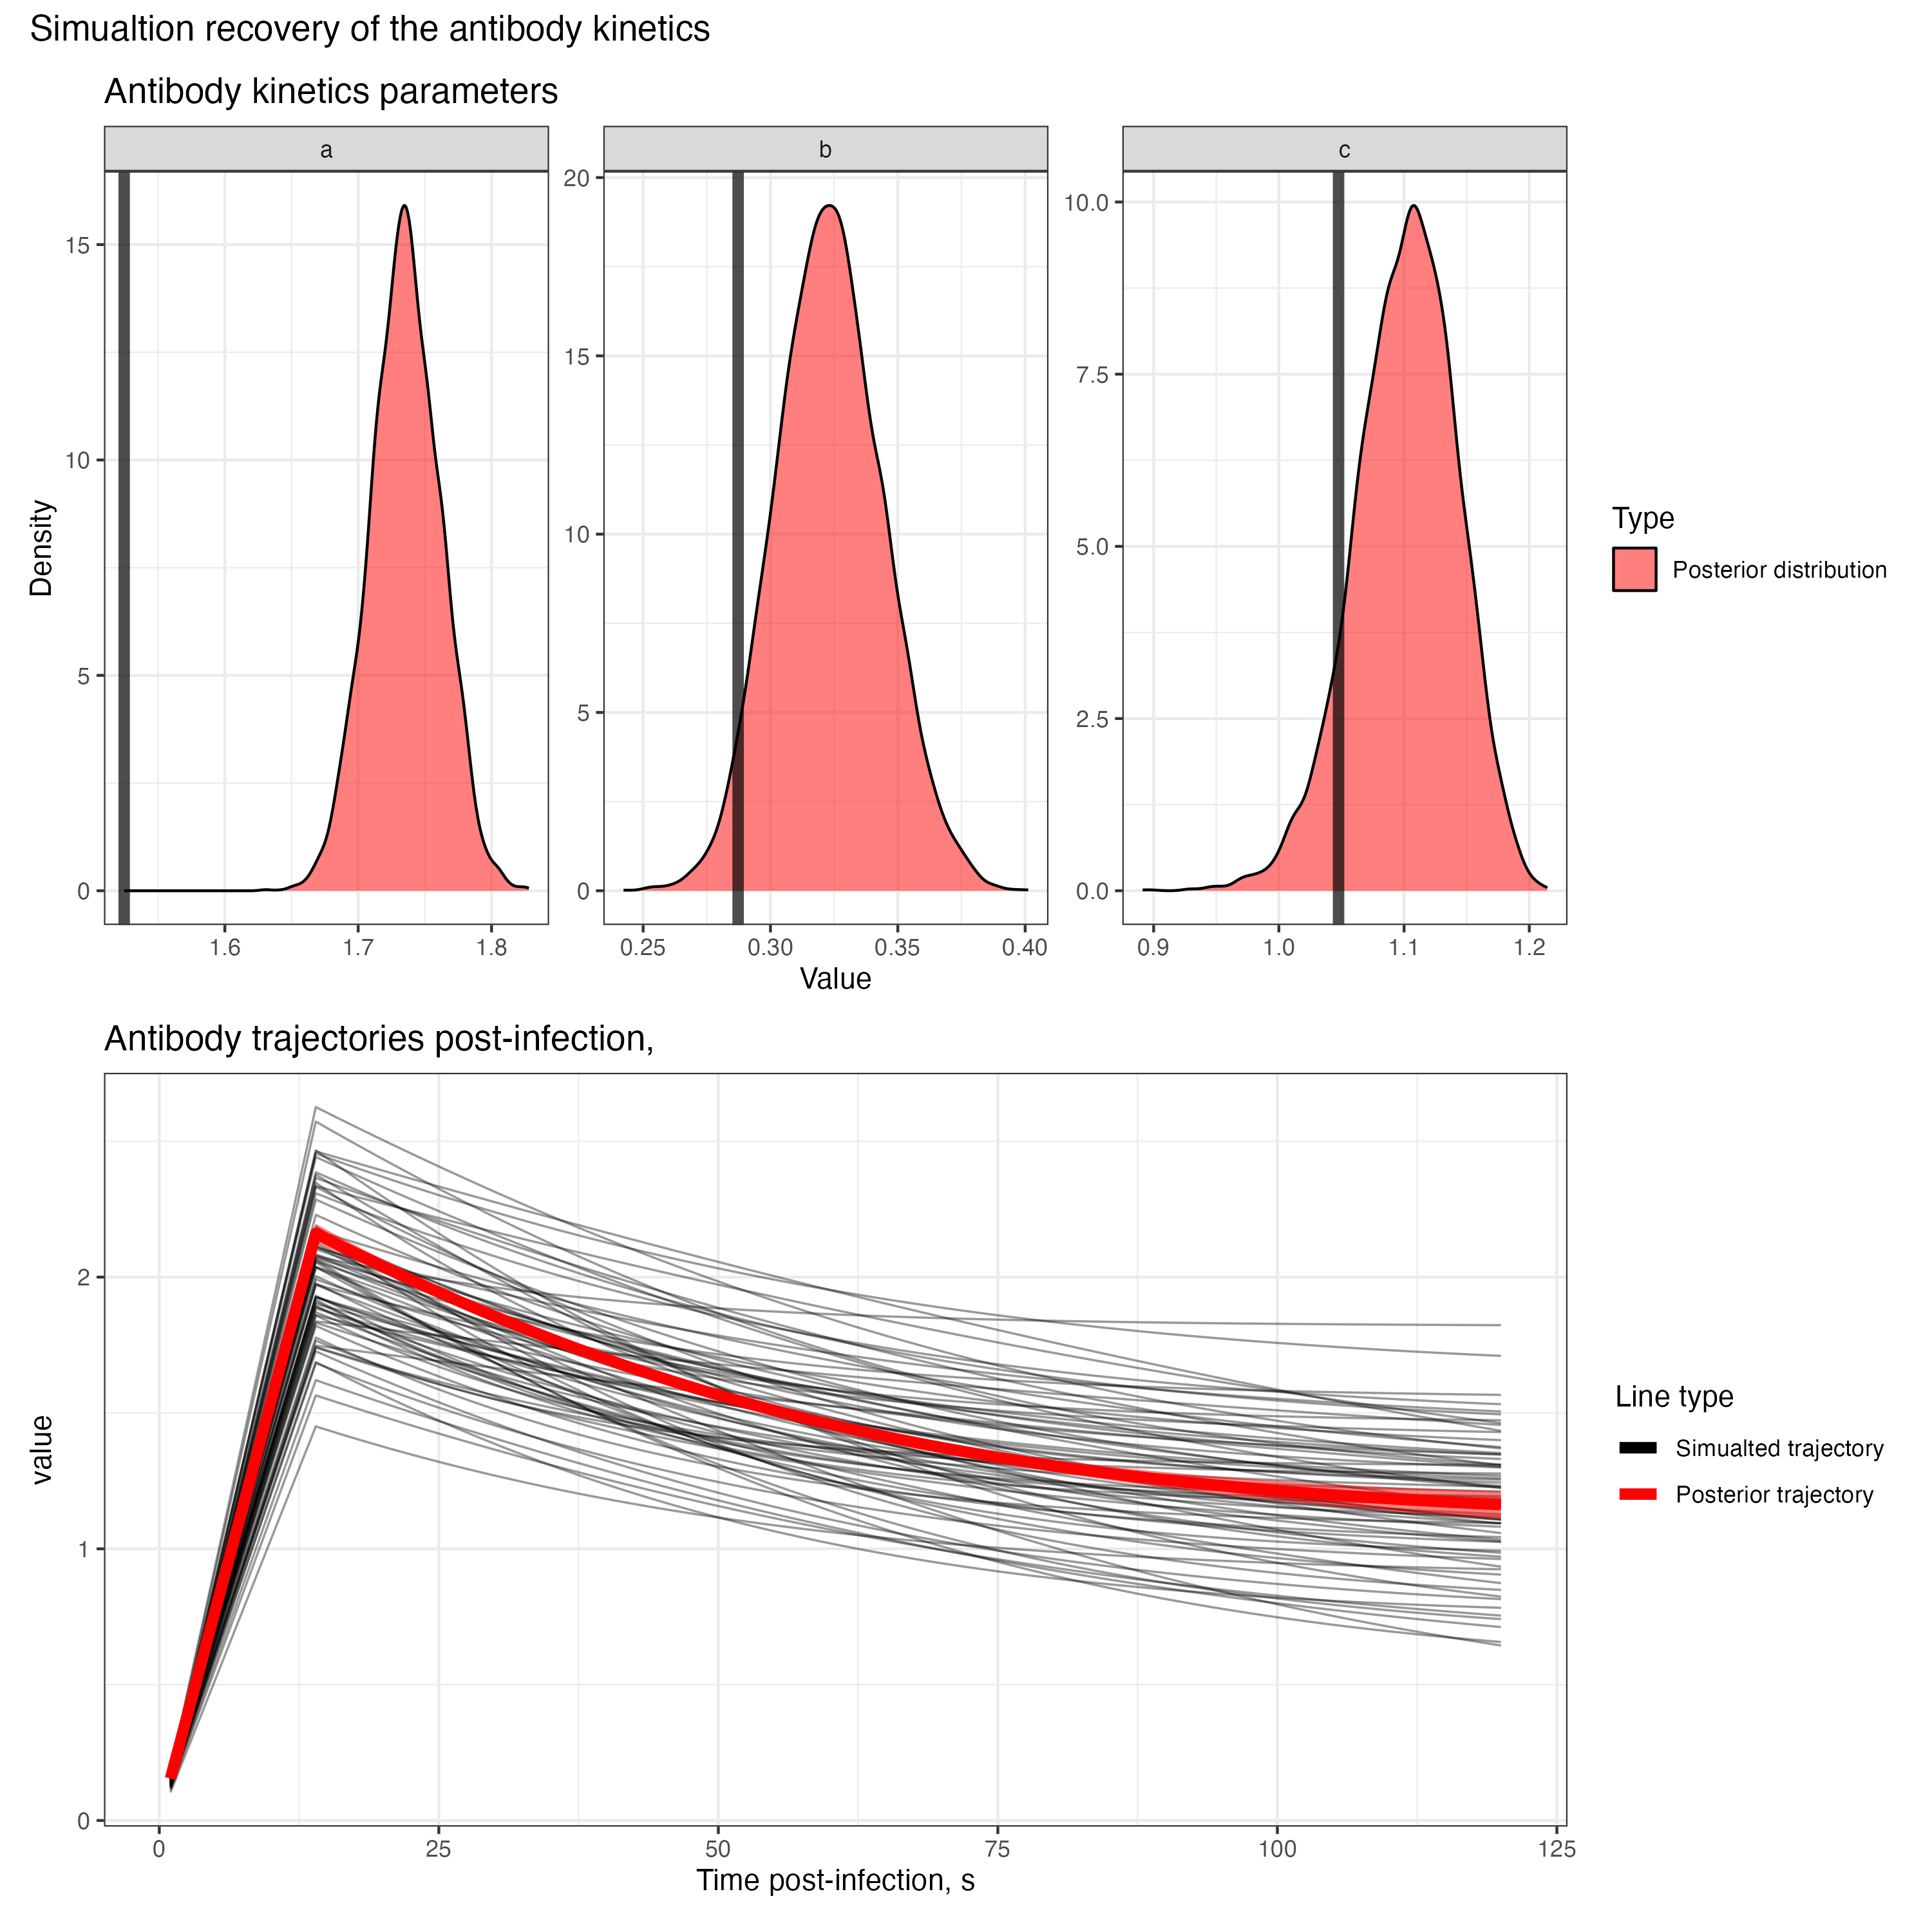 Simualtion recovery of the antibody kinetics
Antibody kinetics parameters
a
b
c
Density
0
5
10
15
1.6
1.7
1.8
0
5
10
15
20
0.25
0.30
0.35
0.40
0.0
2.5
5.0
7.5
10.0
0.9
1.0
1.1
1.2
Value
Type
Posterior distribution
Antibody trajectories post-infection,
value
0
1
2
0
25
50
75
100
125
Time post-infection, s
Line type
Simualted trajectory
Posterior trajectory